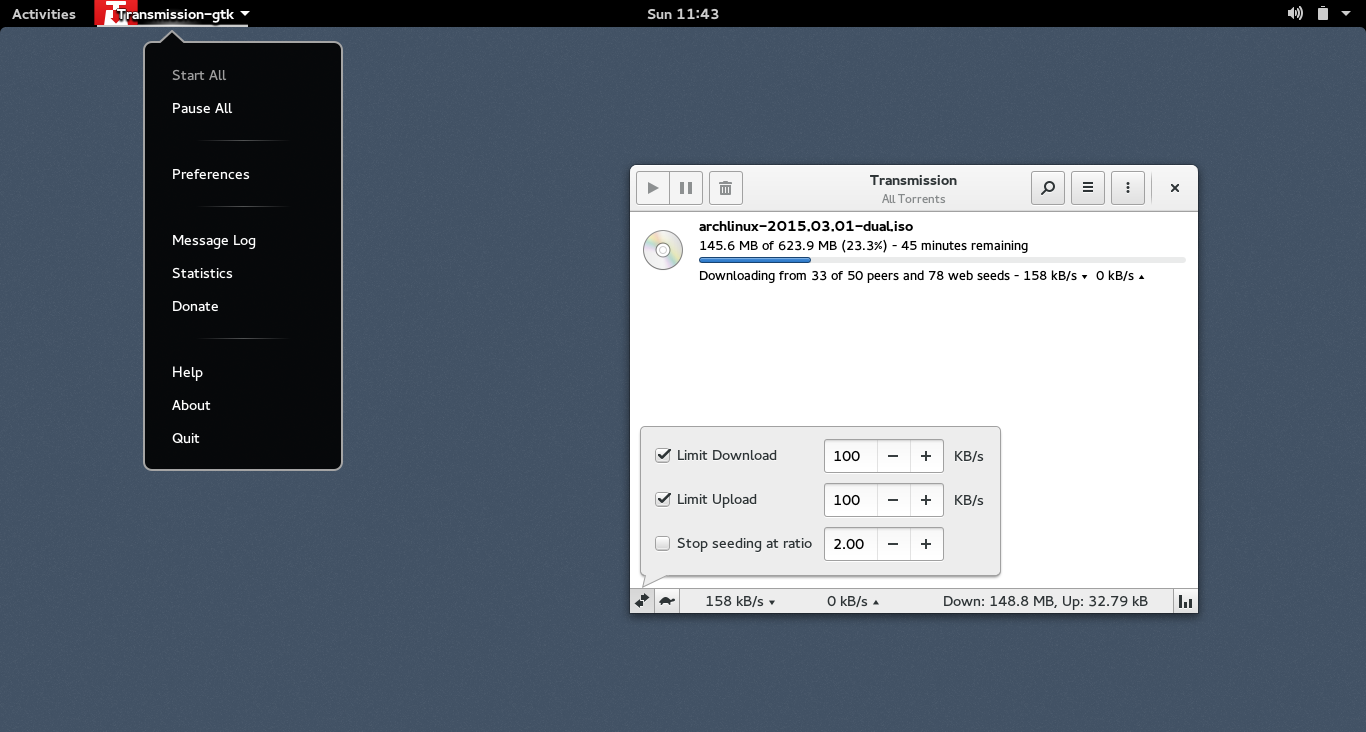 Activities Transmission-gtk Sun 11:43
Start All
Pause All
Preferences
Message Log
Statistics
Donate
Help
About
Quit
Transmission
All Torrents
archlinux-2015.03.01-dual.iso
145.6 MB of 623.9 MB (23.3%) - 45 minutes remaining
Downloading from 33 of 50 peers and 78 web seeds - 158 kB/s ▾ 0 kB/s ▴
Limit Download 100 − + KB/s
Limit Upload 100 − + KB/s
Stop seeding at ratio 2.00 − +
158 kB/s ▾ 0 kB/s ▴ Down: 148.8 MB, Up: 32.79 kB